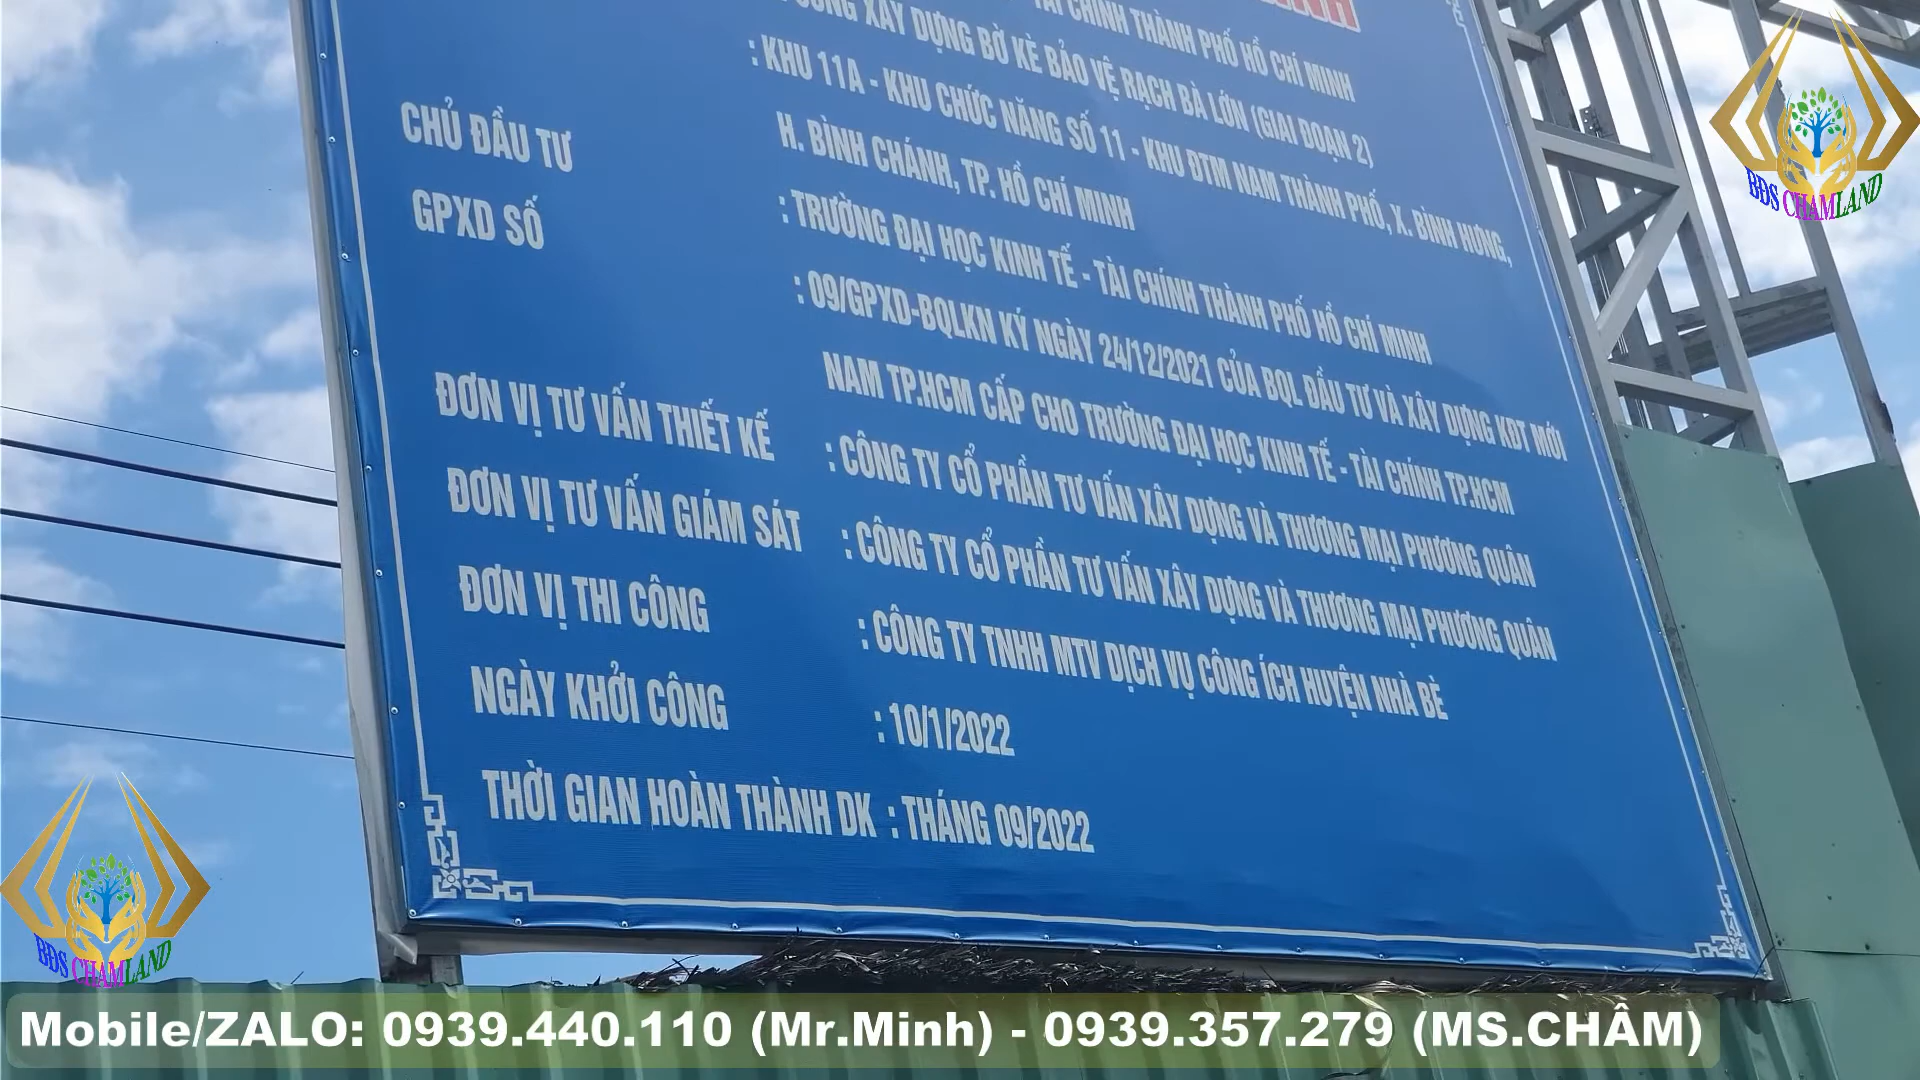 TÀI CHÍNH THÀNH PHỐ HỒ CHÍ MINH
CÔNG XÂY DỰNG BỜ KÈ BẢO VỆ RẠCH BÀ LỚN (GIAI ĐOẠN 2)
: KHU 11A - KHU CHỨC NĂNG SỐ 11 - KHU ĐTM NAM THÀNH PHỐ, X. BÌNH HƯNG,
H. BÌNH CHÁNH, TP. HỒ CHÍ MINH
CHỦ ĐẦU TƯ : TRƯỜNG ĐẠI HỌC KINH TẾ - TÀI CHÍNH THÀNH PHỐ HỒ CHÍ MINH
GPXD SỐ : 09/GPXD-BQLKN KÝ NGÀY 24/12/2021 CỦA BQL ĐẦU TƯ VÀ XÂY DỰNG KĐT MỚI
NAM TP.HCM CẤP CHO TRƯỜNG ĐẠI HỌC KINH TẾ - TÀI CHÍNH TP.HCM
ĐƠN VỊ TƯ VẤN THIẾT KẾ : CÔNG TY CỔ PHẦN TƯ VẤN XÂY DỰNG VÀ THƯƠNG MẠI PHƯƠNG QUÂN
ĐƠN VỊ TƯ VẤN GIÁM SÁT : CÔNG TY CỔ PHẦN TƯ VẤN XÂY DỰNG VÀ THƯƠNG MẠI PHƯƠNG QUÂN
ĐƠN VỊ THI CÔNG : CÔNG TY TNHH MTV DỊCH VỤ CÔNG ÍCH HUYỆN NHÀ BÈ
NGÀY KHỞI CÔNG : 10/1/2022
THỜI GIAN HOÀN THÀNH DK : THÁNG 09/2022
BĐS CHAMLAND
BĐS CHAMLAND
Mobile/ZALO: 0939.440.110 (Mr.Minh) - 0939.357.279 (MS.CHÂM)